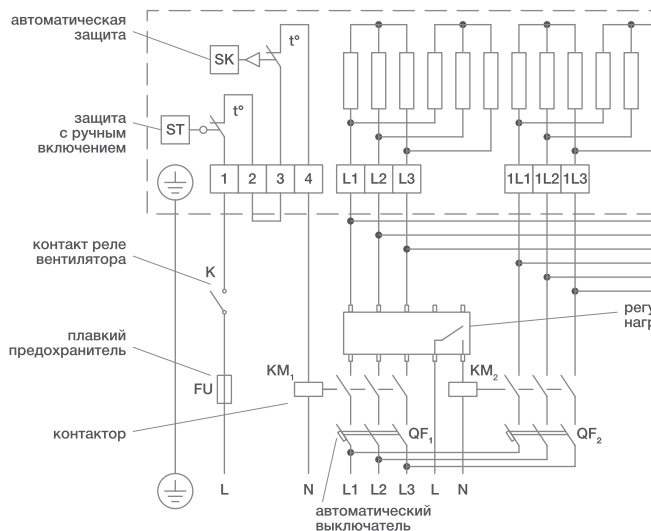 автоматическая
защита
SK
t°
защита
с ручным
включением
ST
t°
1 2 3 4 L1 L2 L3 1L1 1L2 1L3
контакт реле
вентилятора
K
плавкий
предохранитель
FU
KM1
KM2
контактор
QF1
QF2
L N L1 L2 L3 L N
автоматический
выключатель